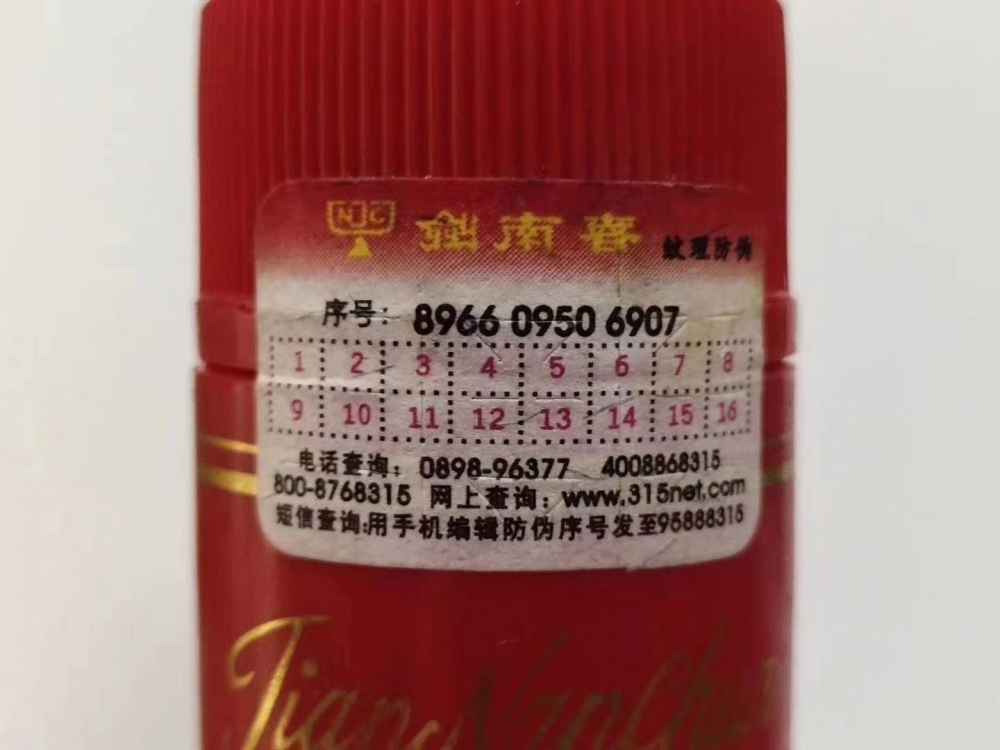 NJC 剑南春 纹理防伪
序号: 8966 0950 6907
1 2 3 4 5 6 7 8
9 10 11 12 13 14 15 16
电话查询: 0898-96377 4008868315
800-8768315 网上查询: www.315net.com
短信查询:用手机编辑防伪序号发至95888315